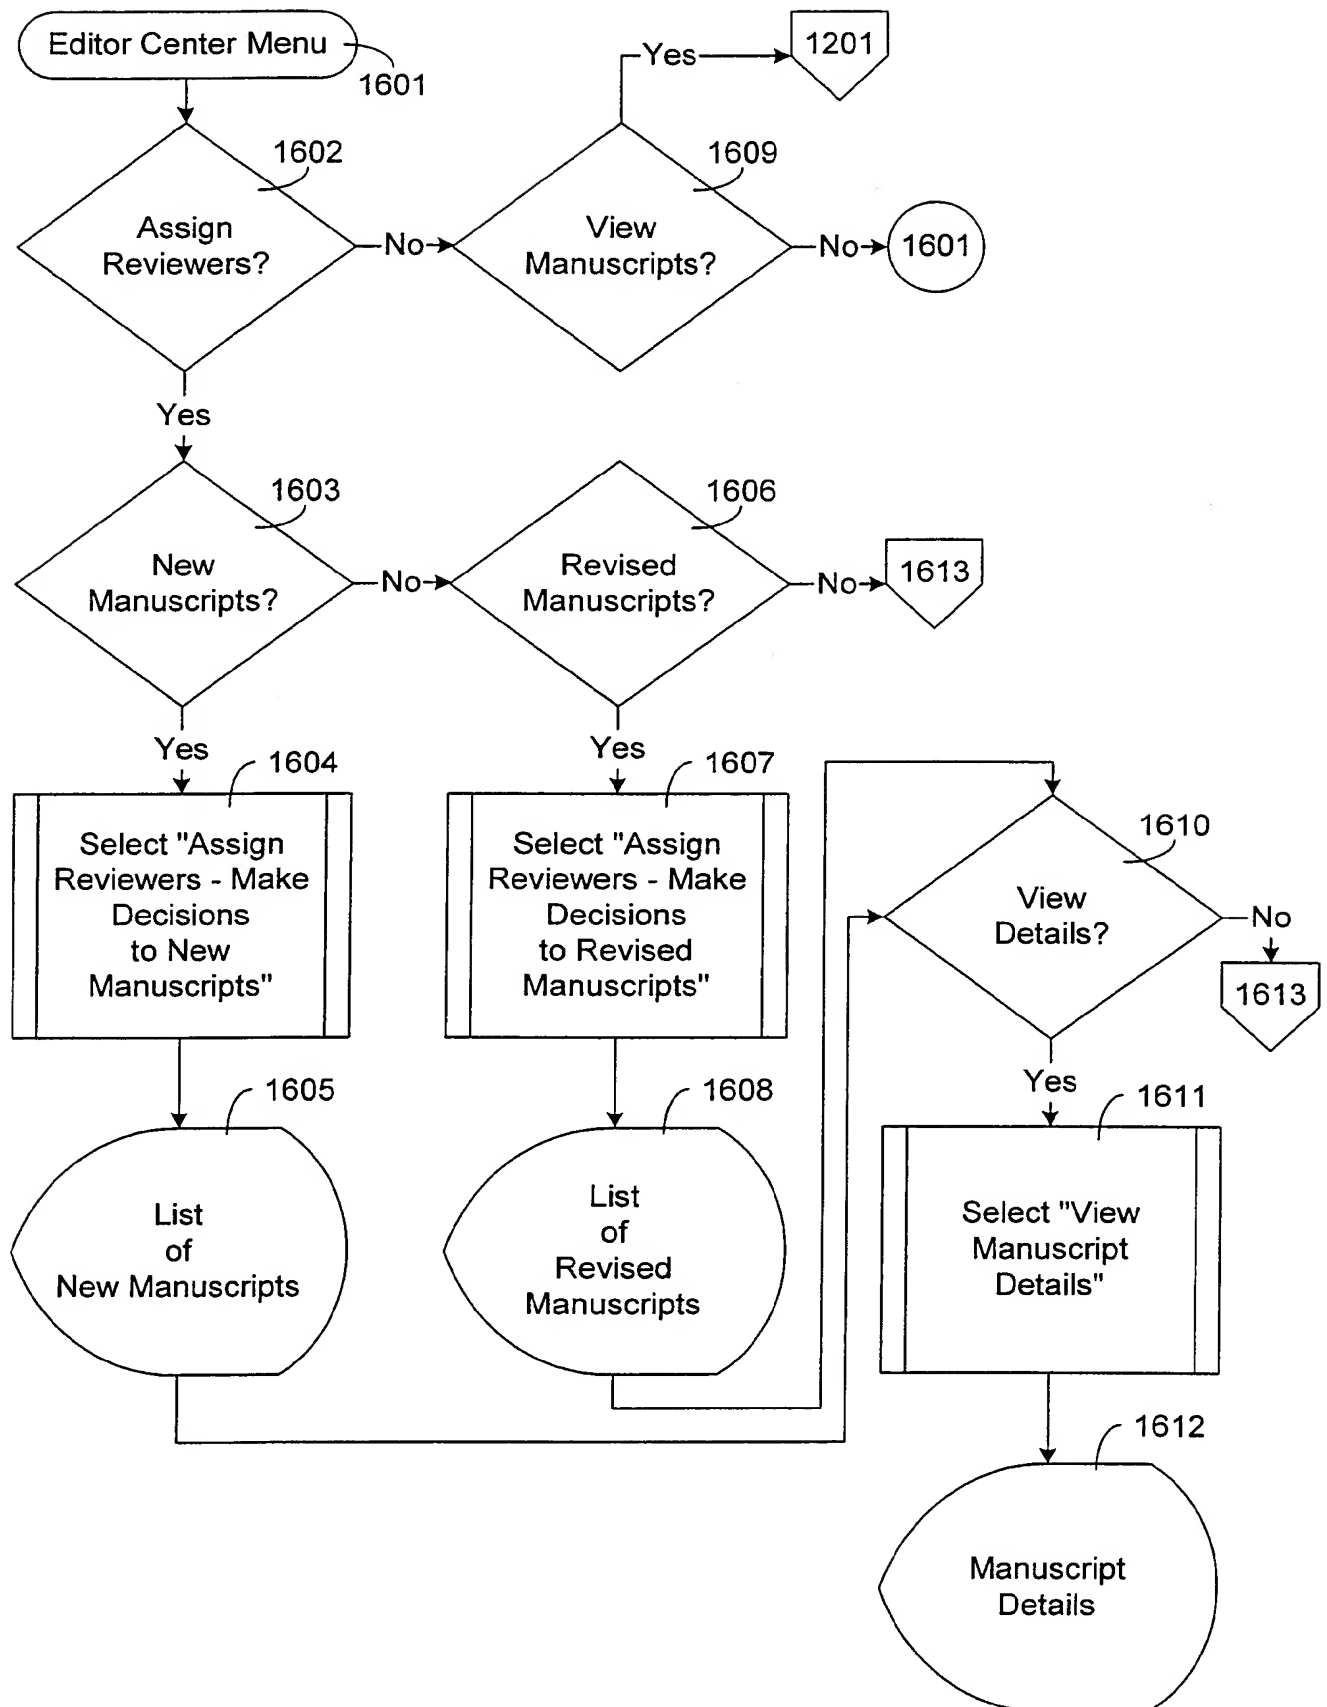 Editor Center Menu
1601
Yes
1201
1602
Assign
Reviewers?
No
1609
View
Manuscripts?
No
1601
Yes
1603
New
Manuscripts?
No
1606
Revised
Manuscripts?
No
1613
Yes
1604
Select "Assign
Reviewers - Make
Decisions
to New
Manuscripts"
Yes
1607
Select "Assign
Reviewers - Make
Decisions
to Revised
Manuscripts"
1610
View
Details?
No
1613
1605
List
of
New Manuscripts
1608
List
of
Revised
Manuscripts
Yes
1611
Select "View
Manuscript
Details"
1612
Manuscript
Details